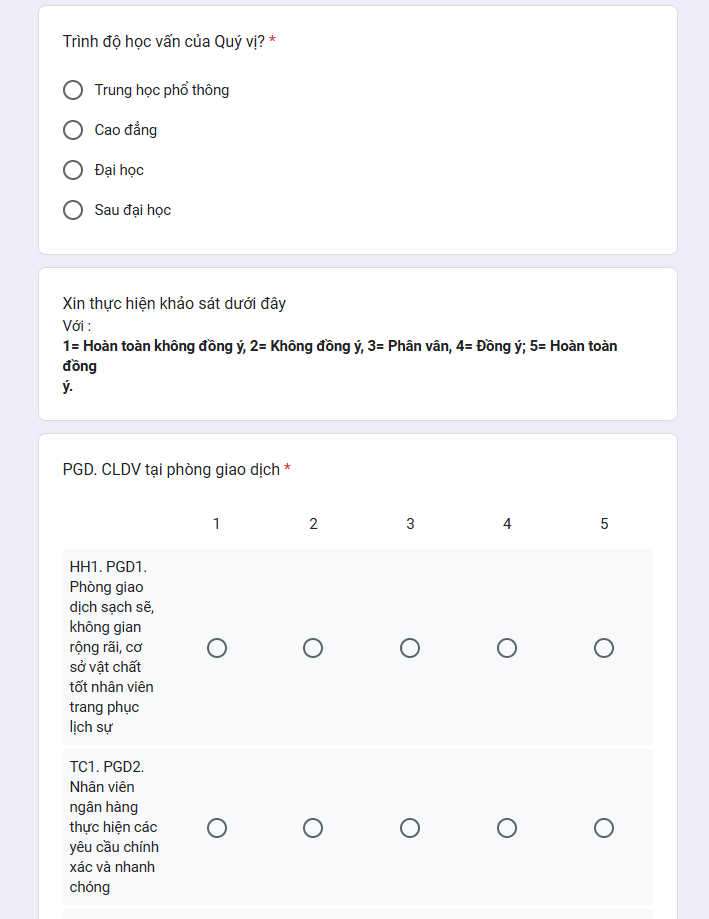 Trình độ học vấn của Quý vị? *
Trung học phổ thông
Cao đẳng
Đại học
Sau đại học
Xin thực hiện khảo sát dưới đây
Với :
1= Hoàn toàn không đồng ý, 2= Không đồng ý, 3= Phân vân, 4= Đồng ý; 5= Hoàn toàn
đồng
ý.
PGD. CLDV tại phòng giao dịch *
1 2 3 4 5
HH1. PGD1.
Phòng giao
dịch sạch sẽ,
không gian
rộng rãi, cơ
sở vật chất
tốt nhân viên
trang phục
lịch sự
TC1. PGD2.
Nhân viên
ngân hàng
thực hiện các
yêu cầu chính
xác và nhanh
chóng